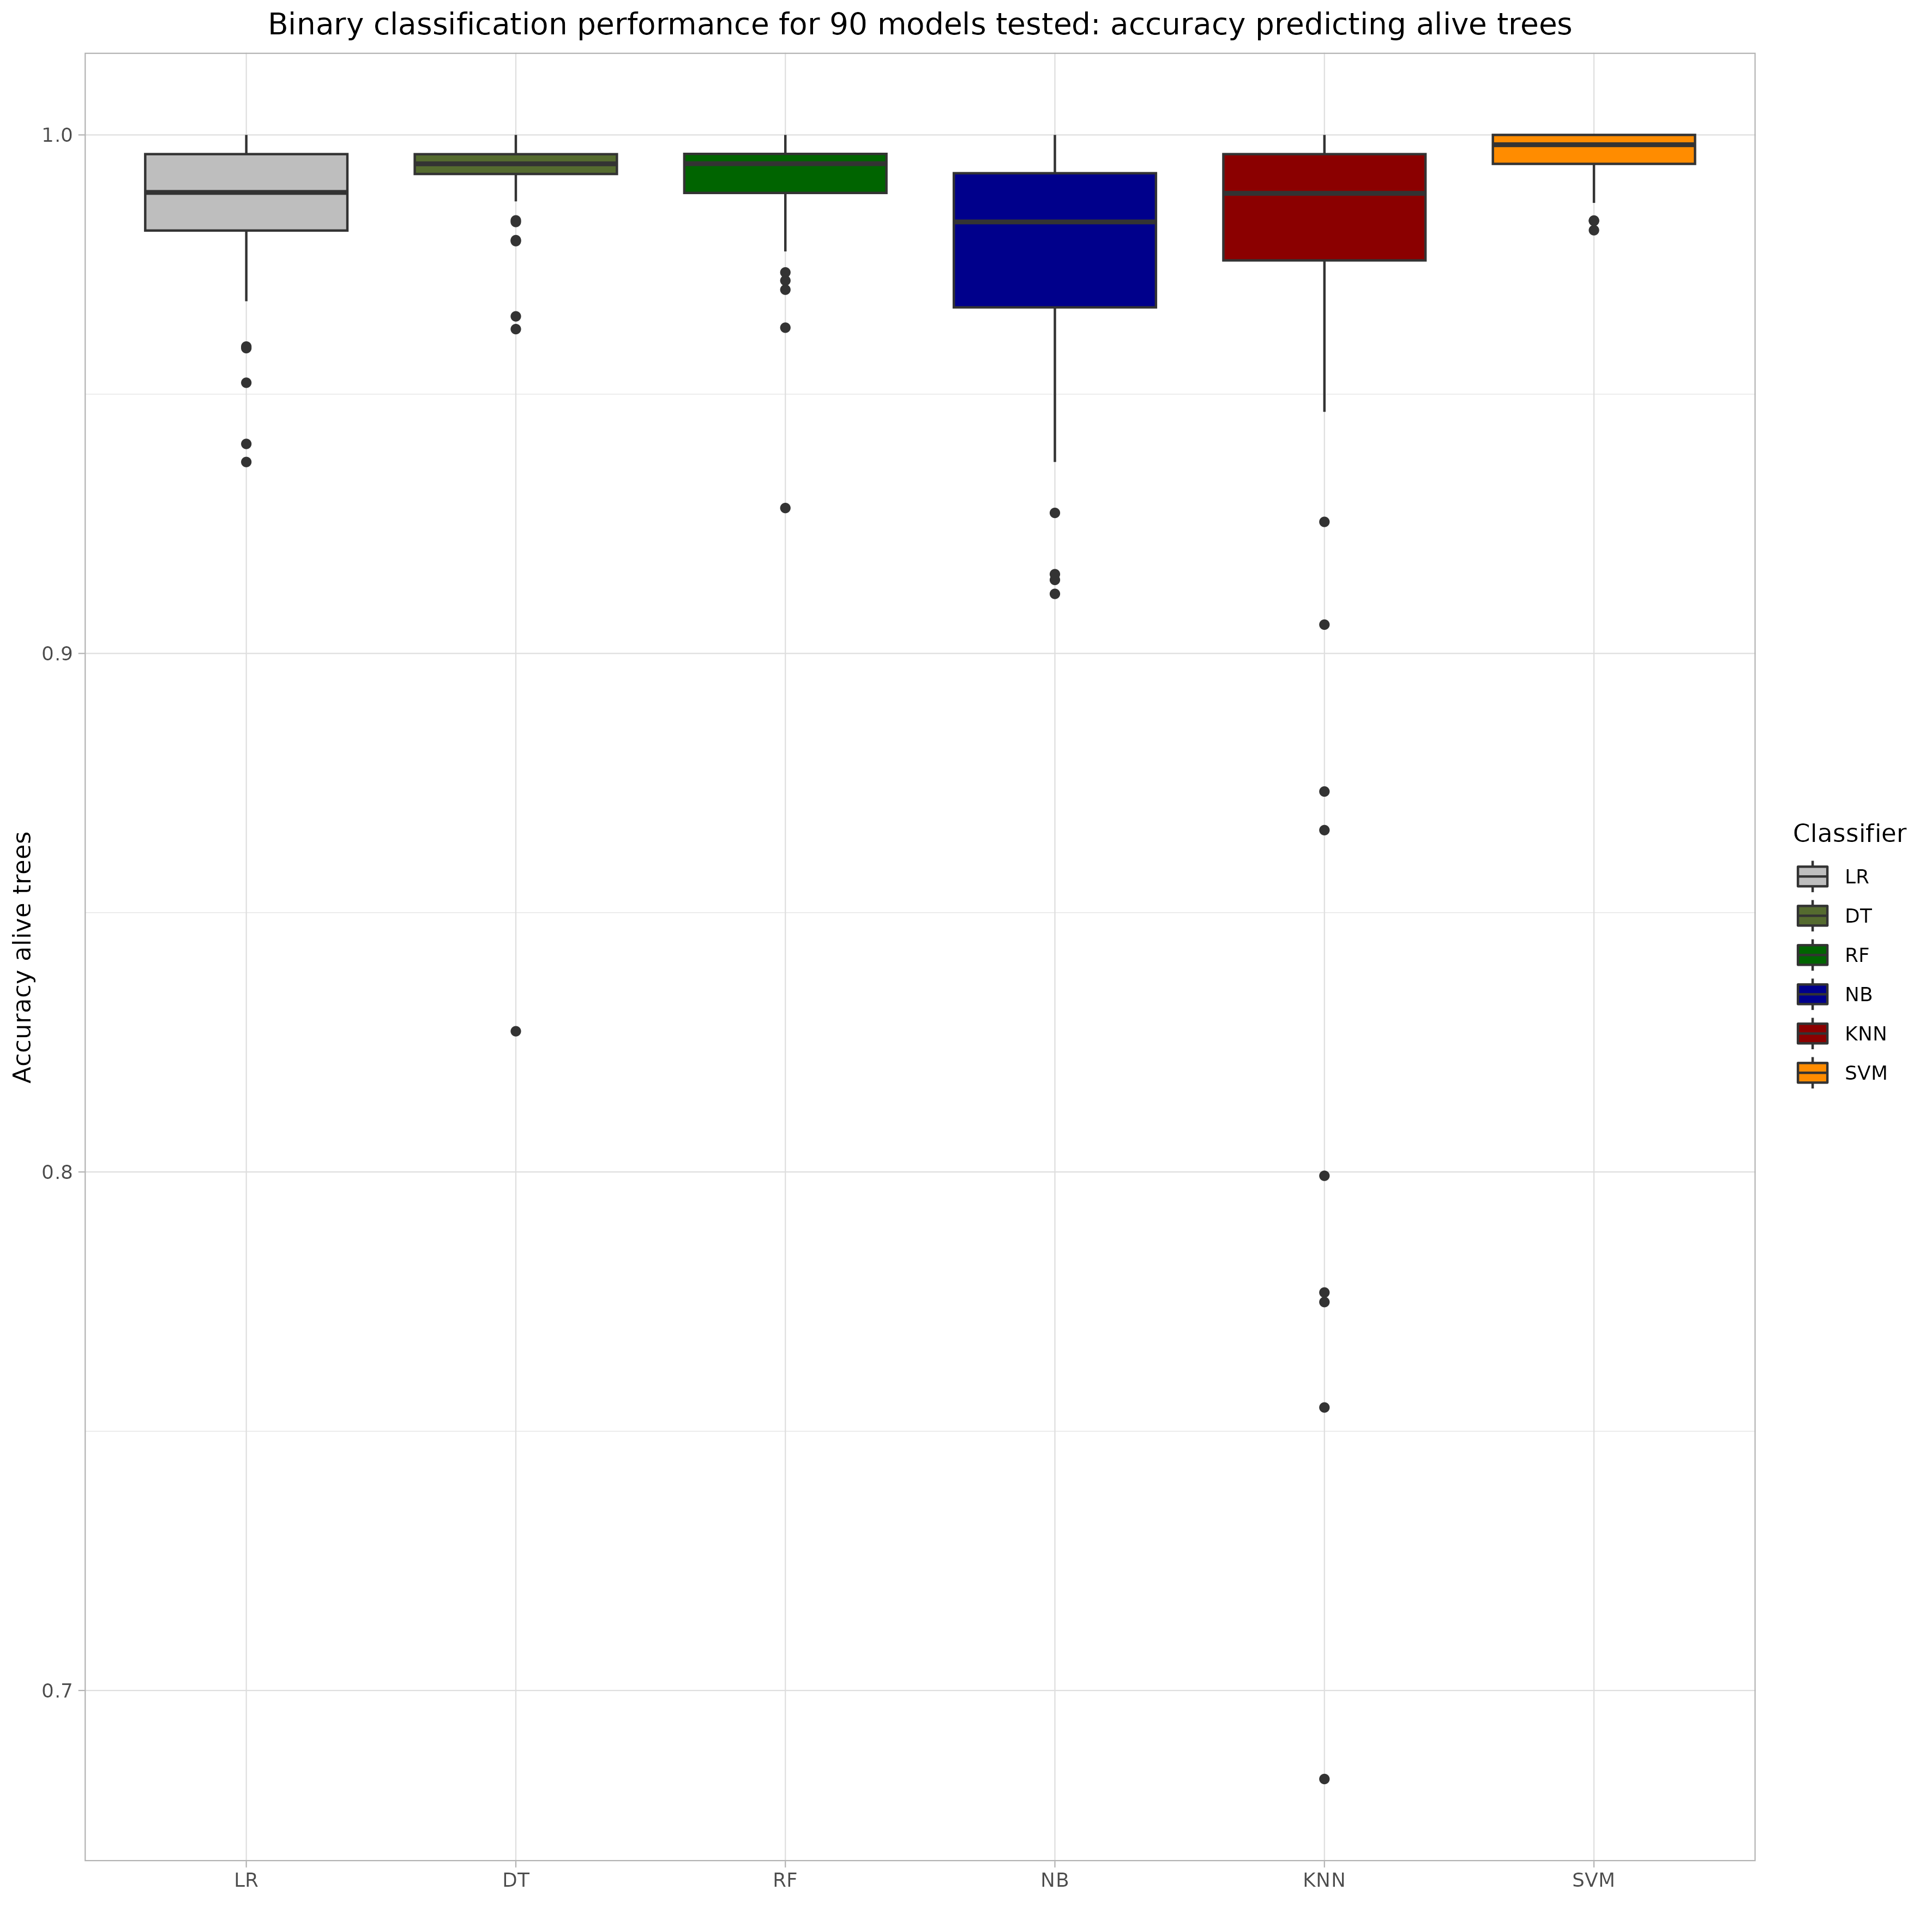 Binary classification performance for 90 models tested: accuracy predicting alive trees
Accuracy alive trees
1.0
0.9
0.8
0.7
LR
DT
RF
NB
KNN
SVM
Classifier
LR
DT
RF
NB
KNN
SVM